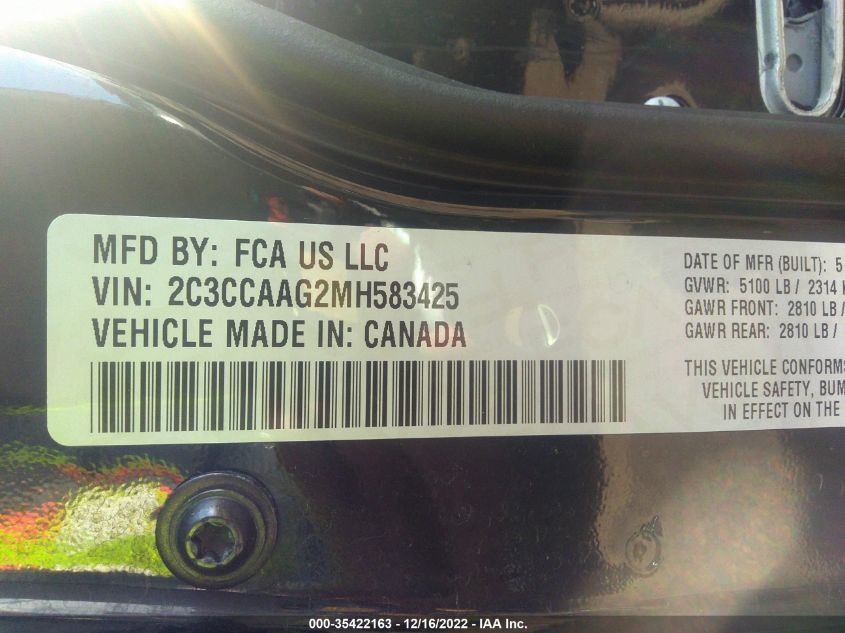 MFD BY: FCA US LLC
VIN: 2C3CCAAG2MH583425
VEHICLE MADE IN: CANADA
DATE OF MFR (BUILT): 5
GVWR: 5100 LB / 2314 K
GAWR FRONT: 2810 LB /
GAWR REAR: 2810 LB /
THIS VEHICLE CONFORMS
VEHICLE SAFETY, BUM
IN EFFECT ON THE
000-35422163 - 12/16/2022 - IAA Inc.